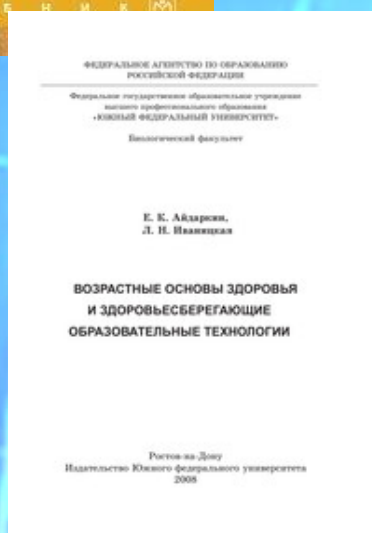 БНИК М
ФЕДЕРАЛЬНОЕ АГЕНТСТВО ПО ОБРАЗОВАНИЮ
РОССИЙСКОЙ ФЕДЕРАЦИИ
Федеральное государственное образовательное учреждение
высшего профессионального образования
«ЮЖНЫЙ ФЕДЕРАЛЬНЫЙ УНИВЕРСИТЕТ»
Биологический факультет
Е. К. Айдаркин,
Л. Н. Иваницкая
ВОЗРАСТНЫЕ ОСНОВЫ ЗДОРОВЬЯ
И ЗДОРОВЬЕСБЕРЕГАЮЩИЕ
ОБРАЗОВАТЕЛЬНЫЕ ТЕХНОЛОГИИ
Ростов-на-Дону
Издательство Южного федерального университета
2008